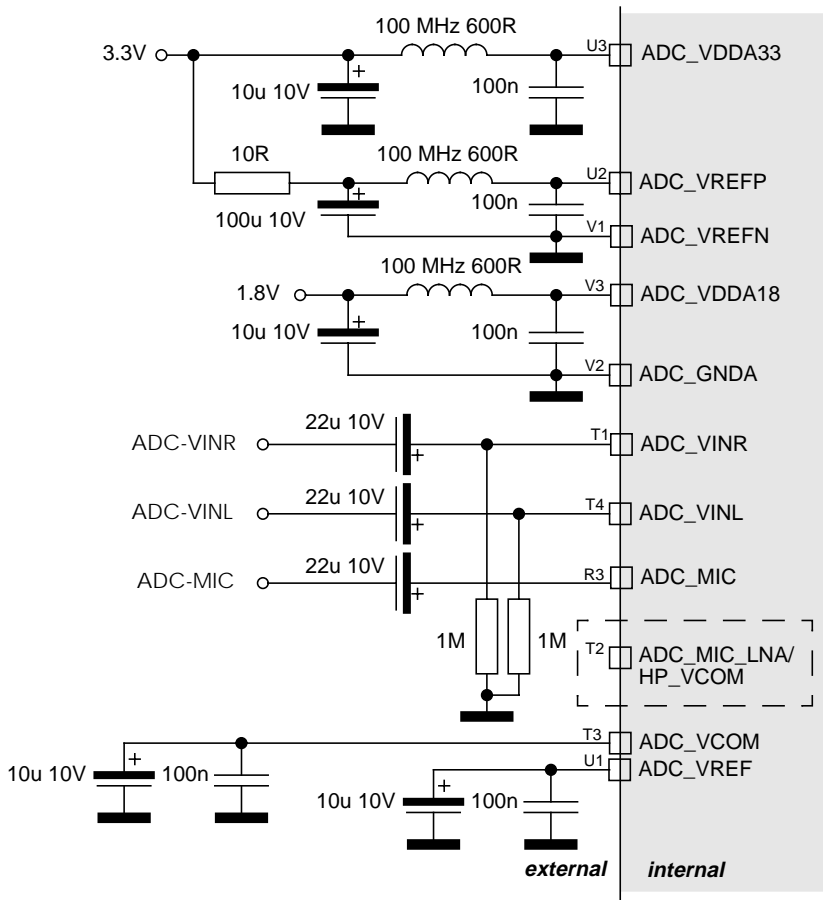 100 MHz 600R
3.3V
U3
ADC_VDDA33
+
10u 10V
100n
10R
100 MHz 600R
U2
ADC_VREFP
+
100u 10V
100n
V1
ADC_VREFN
100 MHz 600R
1.8V
V3
ADC_VDDA18
+
10u 10V
100n
V2
ADC_GNDA
22u 10V
ADC-VINR
+
T1
ADC_VINR
22u 10V
ADC-VINL
+
T4
ADC_VINL
22u 10V
ADC-MIC
+
R3
ADC_MIC
1M
1M
T2
ADC_MIC_LNA/
HP_VCOM
T3
ADC_VCOM
+
10u 10V
100n
U1
ADC_VREF
+
10u 10V
100n
external
internal